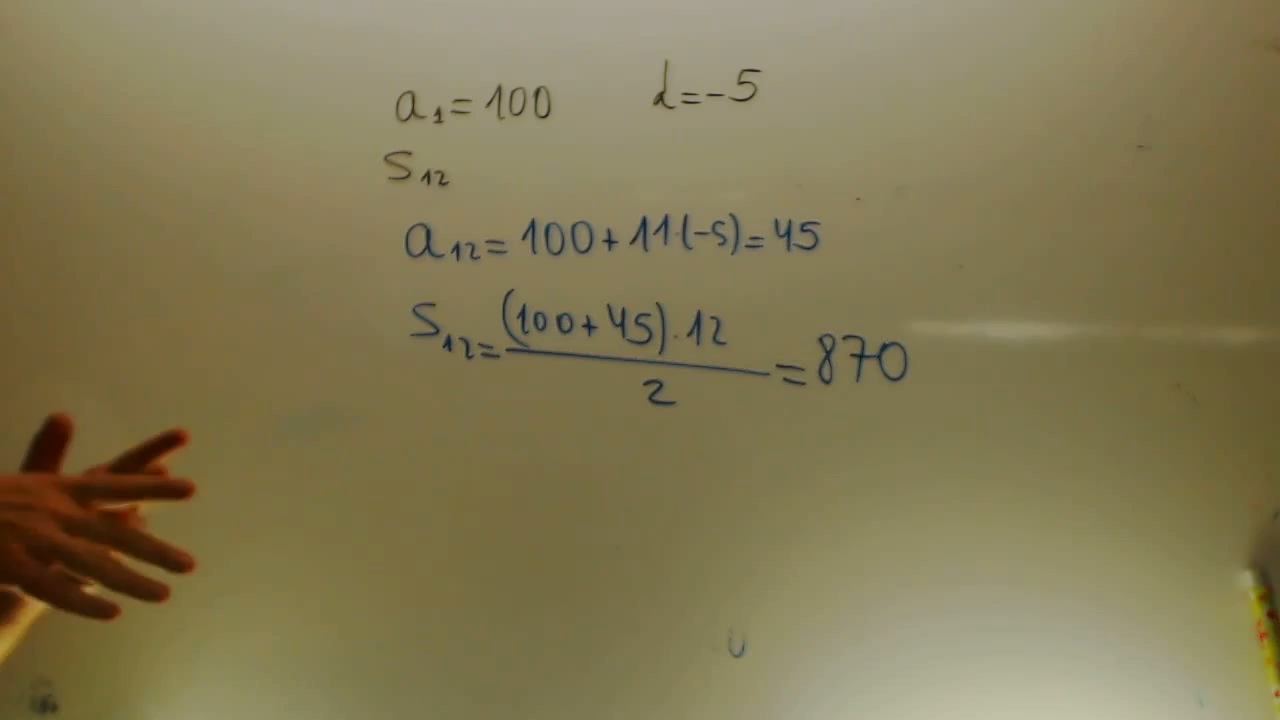 a₁ = 100 d = -5
S₁₂
a₁₂ = 100 + 11·(-5) = 45
S₁₂ = (100 + 45)·12 / 2 = 870